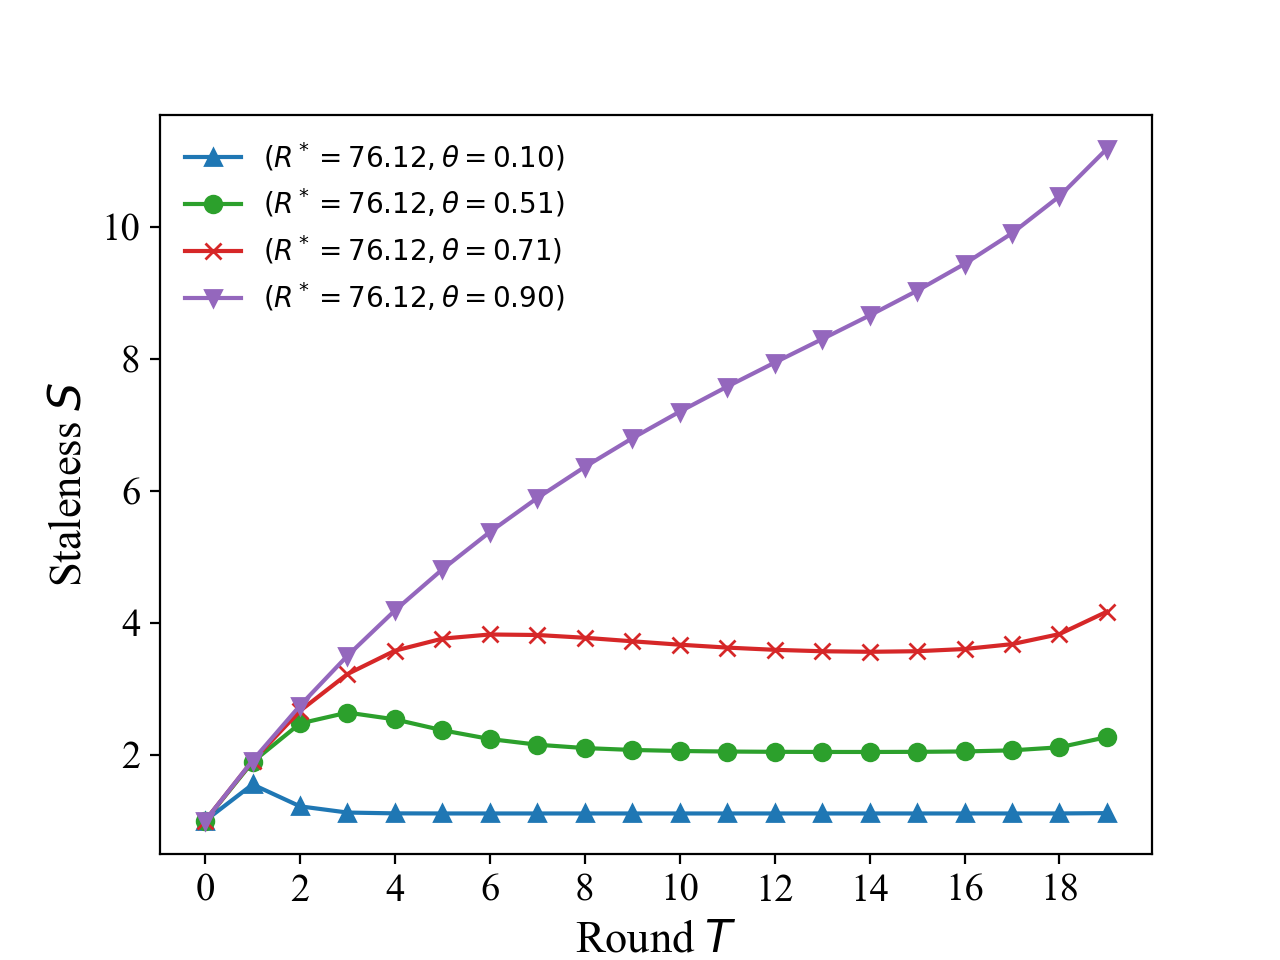 (R* = 76.12, θ = 0.10)
(R* = 76.12, θ = 0.51)
(R* = 76.12, θ = 0.71)
(R* = 76.12, θ = 0.90)
10
8
6
4
2
Staleness S
0 2 4 6 8 10 12 14 16 18
Round T